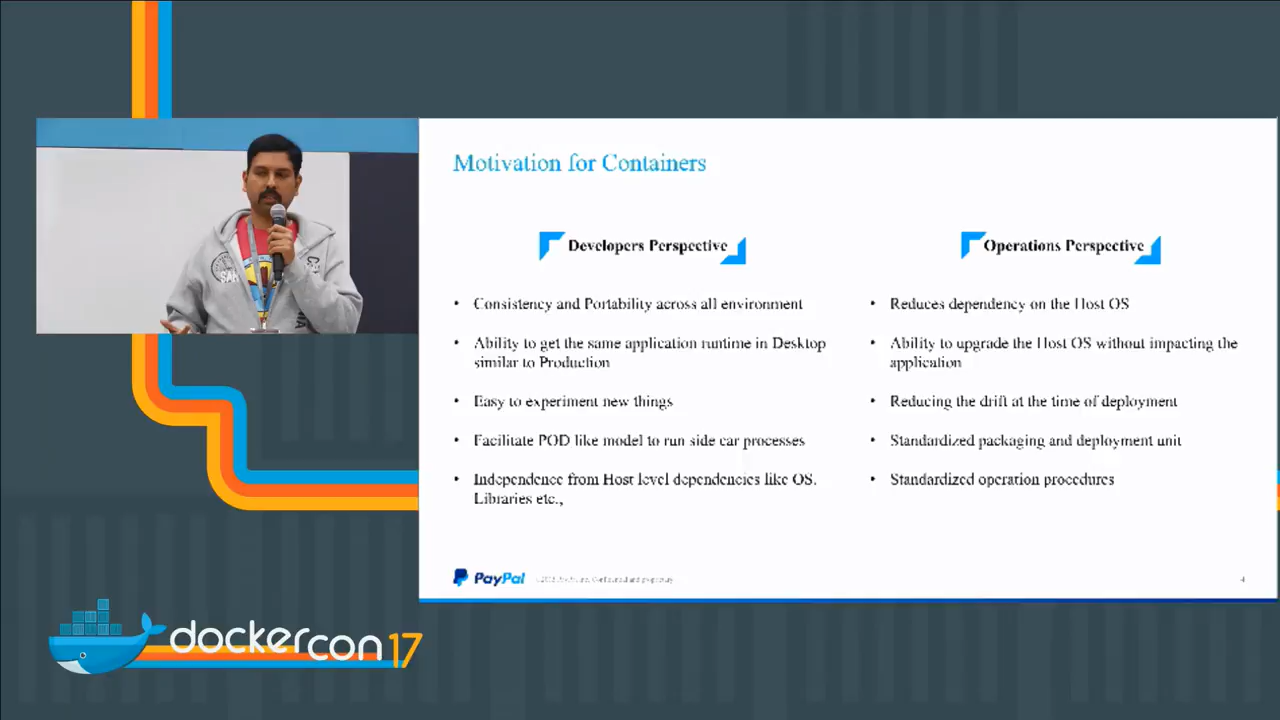 Motivation for Containers
Developers Perspective
• Consistency and Portability across all environment
• Ability to get the same application runtime in Desktop
similar to Production
• Easy to experiment new things
• Facilitate POD like model to run side car processes
• Independence from Host level dependencies like OS,
Libraries etc.,
Operations Perspective
• Reduces dependency on the Host OS
• Ability to upgrade the Host OS without impacting the
application
• Reducing the drift at the time of deployment
• Standardized packaging and deployment unit
• Standardized operation procedures
PayPal
4
dockercon 17